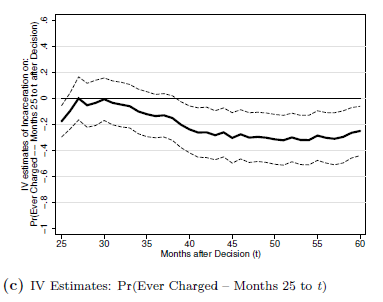 IV estimates of Incarceration on:
Pr(Ever Charged -- Months 25 to t after Decision)
.6
.4
.2
0
-.2
-.4
-.6
-.8
-1
25 30 35 40 45 50 55 60
Months after Decision (t)
(c) IV Estimates: Pr(Ever Charged – Months 25 to t)